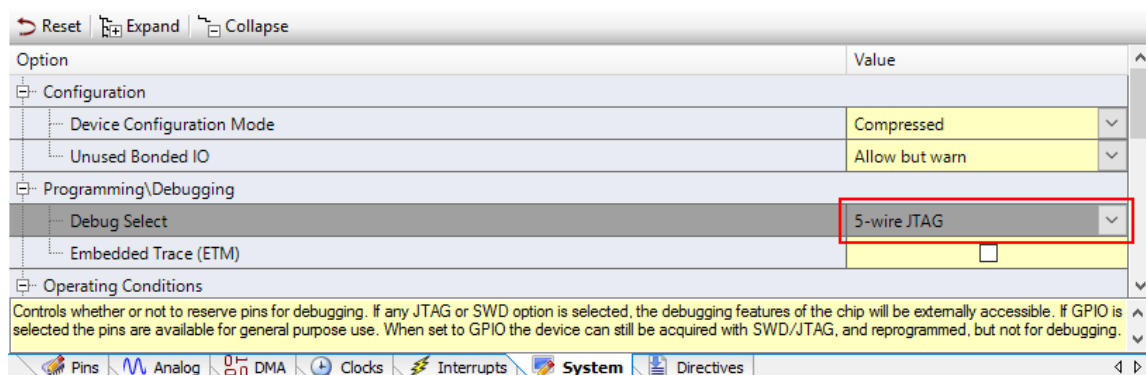 Reset Expand Collapse
Option Value
Configuration
Device Configuration Mode Compressed
Unused Bonded IO Allow but warn
Programming\Debugging
Debug Select 5-wire JTAG
Embedded Trace (ETM)
Operating Conditions
Controls whether or not to reserve pins for debugging. If any JTAG or SWD option is selected, the debugging features of the chip will be externally accessible. If GPIO is
selected the pins are available for general purpose use. When set to GPIO the device can still be acquired with SWD/JTAG, and reprogrammed, but not for debugging.
Pins Analog DMA Clocks Interrupts System Directives